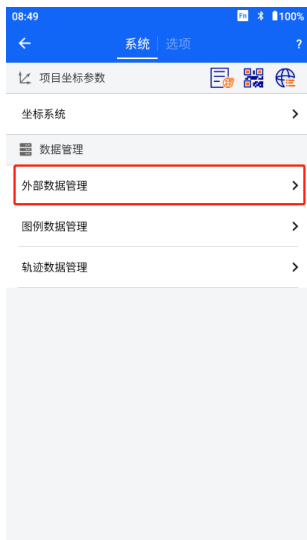 08:49 Fn 100%
系统 选项 ?
项目坐标参数
坐标系统
数据管理
外部数据管理
图例数据管理
轨迹数据管理